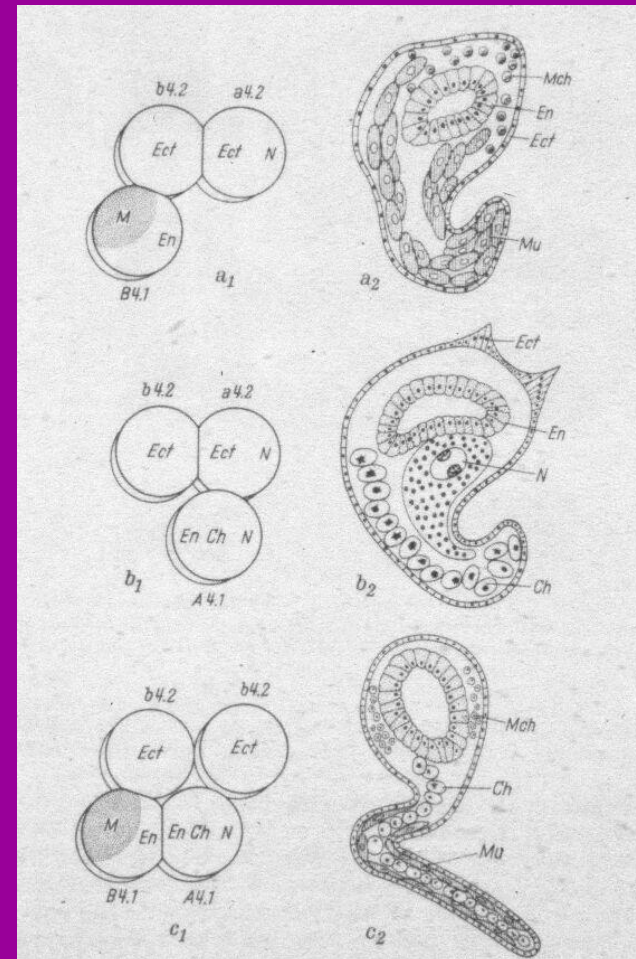 b4.2 a4.2
Ect Ect N
M En
B4.1
a1
Mch
En
Ect
Mu
a2
b4.2 a4.2
Ect Ect N
En Ch N
A4.1
b1
Ect
En
N
Ch
b2
b4.2 b4.2
Ect Ect
M En En Ch N
B4.1 A4.1
c1
Mch
Ch
Mu
c2